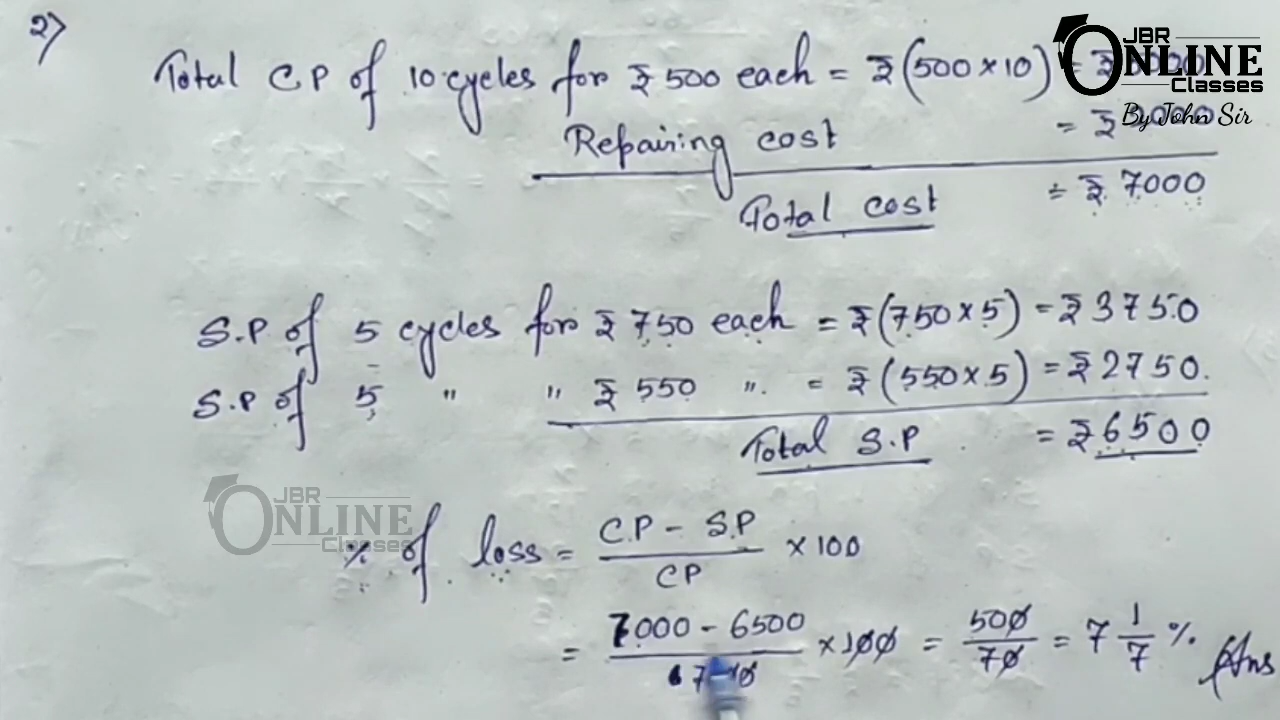 2)
Total C.P of 10 cycles for ₹500 each = ₹(500×10) = ₹
JBR
ONLINE
Classes
By John Sir
Repairing cost = ₹
Total cost = ₹7000
S.P of 5 cycles for ₹750 each = ₹(750×5) = ₹3750
S.P of 5 " " ₹550 " = ₹(550×5) = ₹2750.
Total S.P = ₹6500
JBR
ONLINE
Classes
% of loss = C.P - S.P / CP × 100
= 7000 - 6500 / × 100 = 500 / 70 = 7 1/7 % Ans